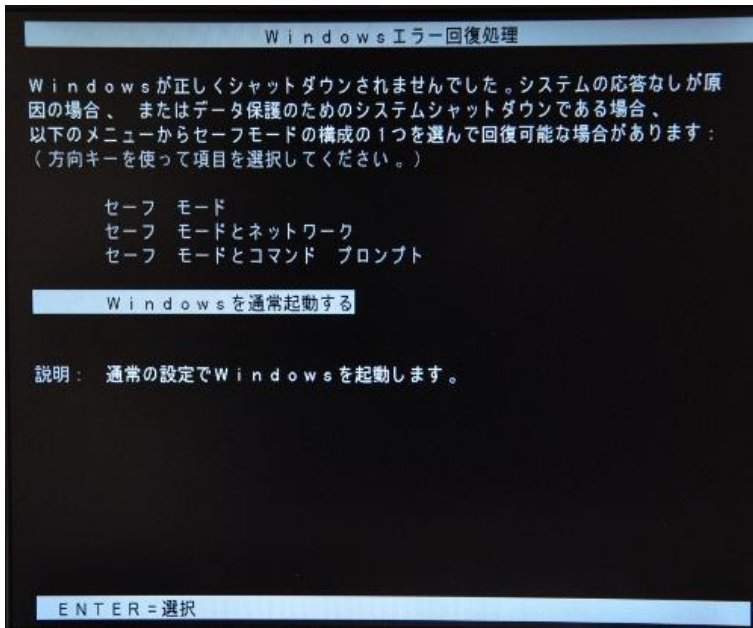 Ｗｉｎｄｏｗｓエラー回復処理
Ｗｉｎｄｏｗｓが正しくシャットダウンされませんでした。システムの応答なしが原
因の場合、 またはデータ保護のためのシステムシャットダウンである場合、
以下のメニューからセーフモードの構成の１つを選んで回復可能な場合があります：
（方向キーを使って項目を選択してください。）
セーフ モード
セーフ モードとネットワーク
セーフ モードとコマンド プロンプト
Ｗｉｎｄｏｗｓを通常起動する
説明： 通常の設定でＷｉｎｄｏｗｓを起動します。
ＥＮＴＥＲ＝選択